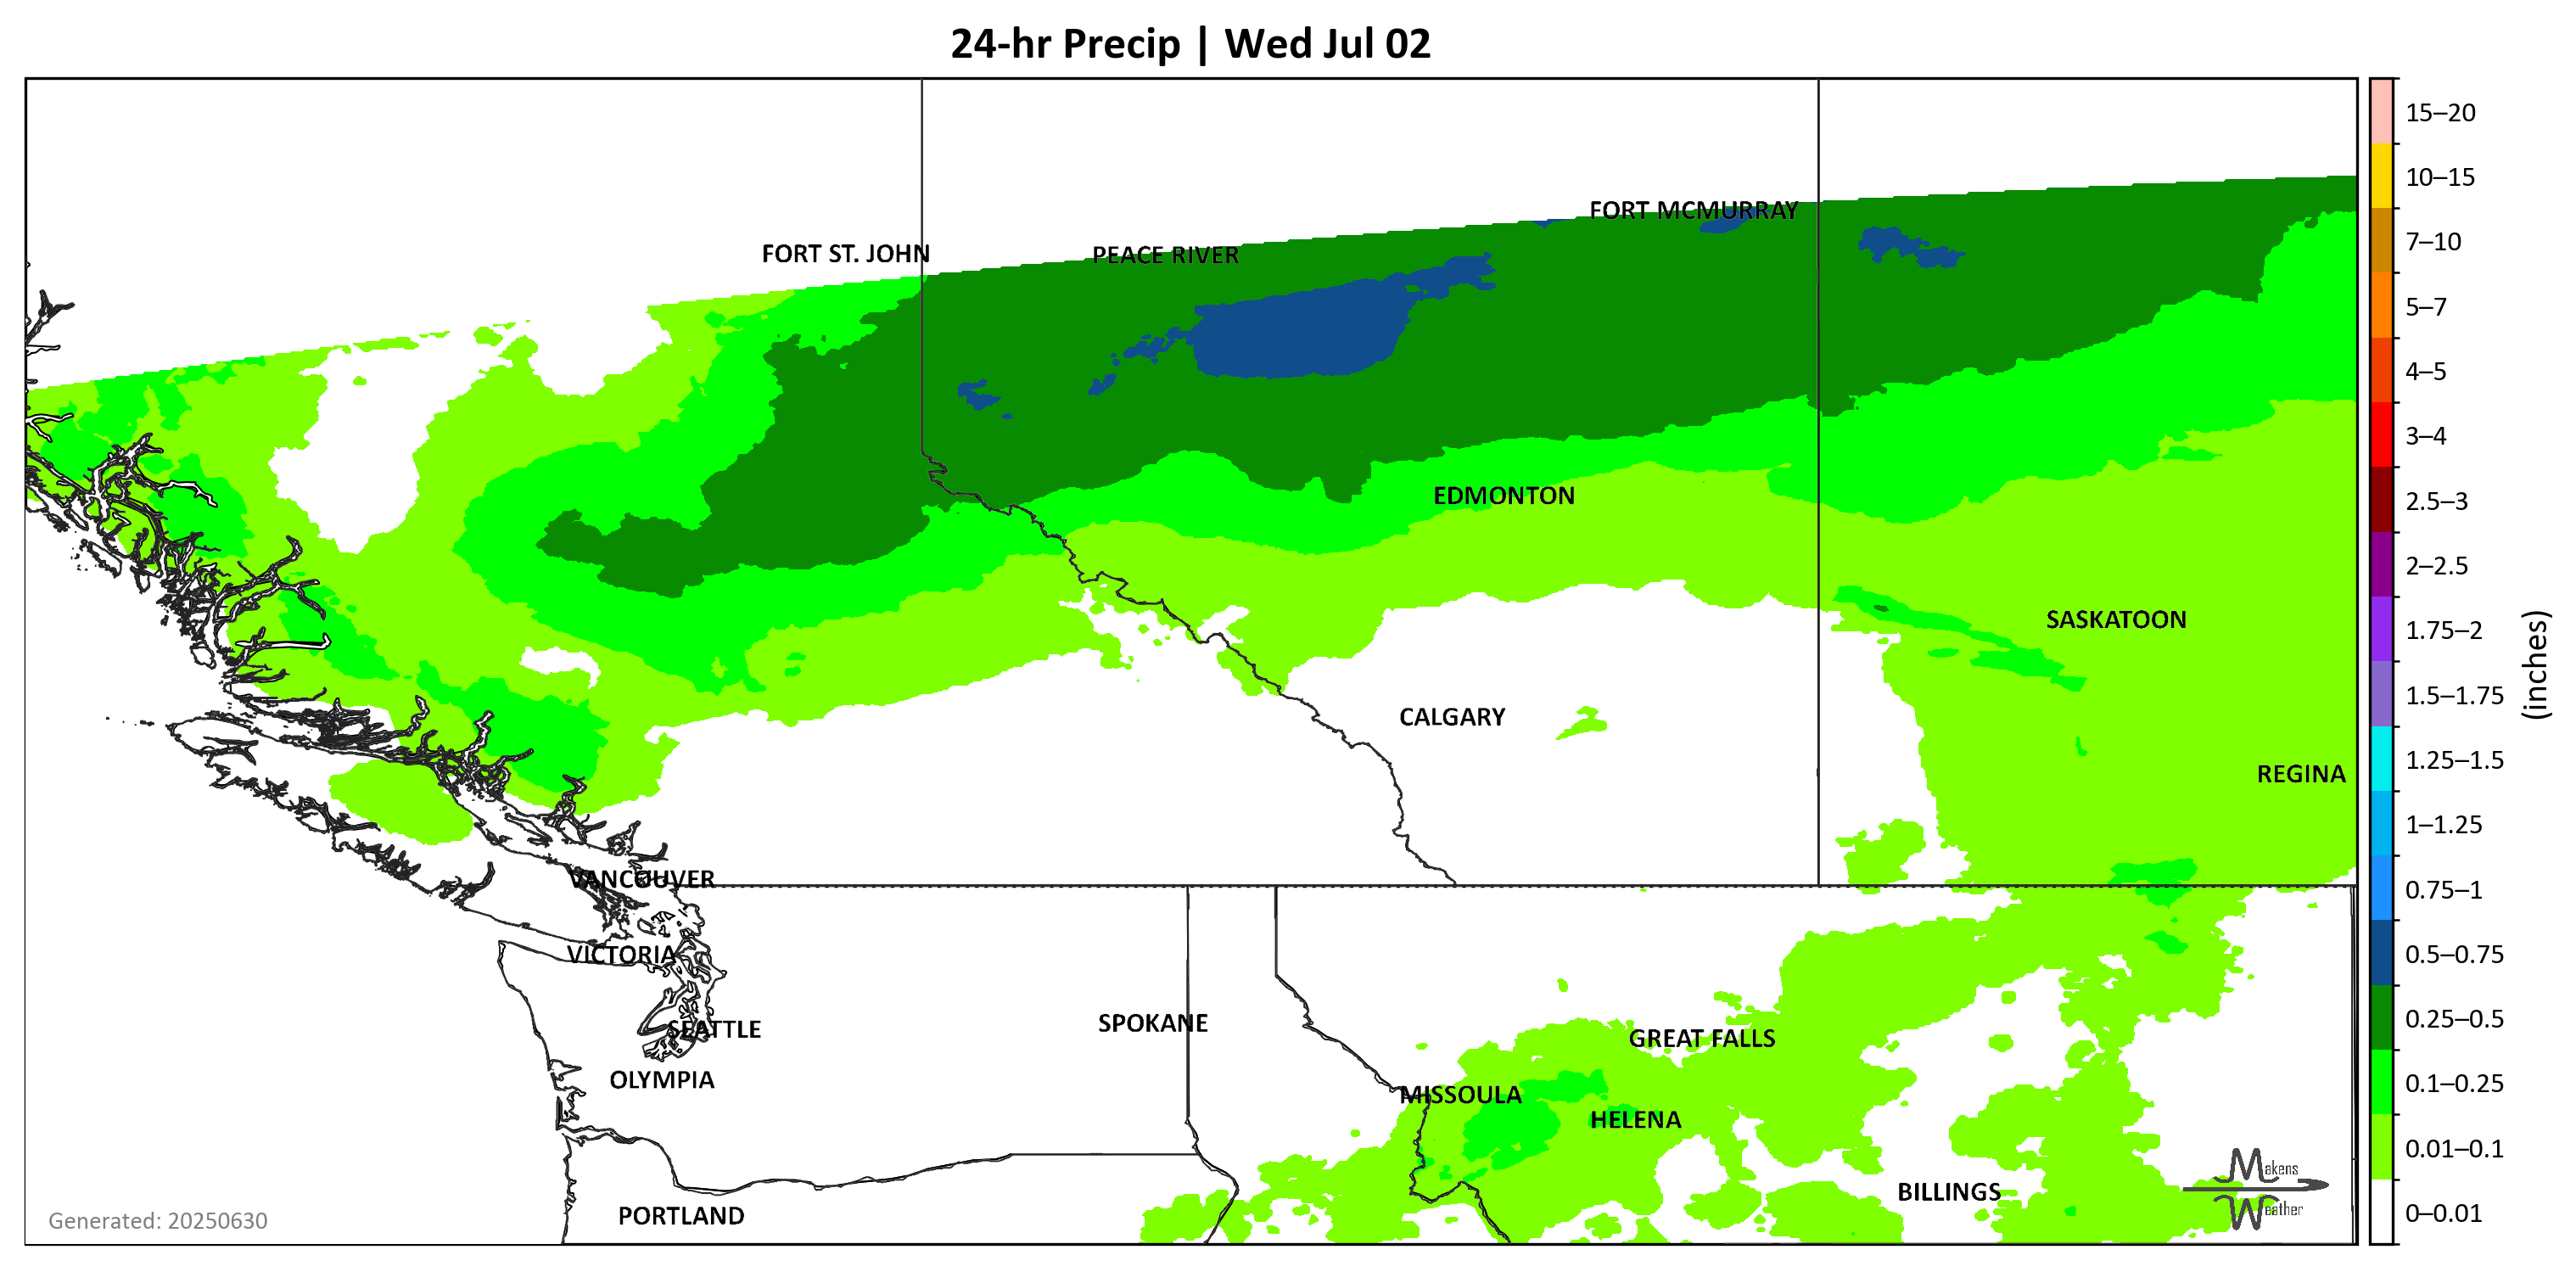 24-hr Precip | Wed Jul 02
15–20
10–15
7–10
5–7
4–5
3–4
2.5–3
2–2.5
1.75–2
1.5–1.75
1.25–1.5
1–1.25
0.75–1
0.5–0.75
0.25–0.5
0.1–0.25
0.01–0.1
0–0.01
(inches)
FORT MCMURRAY
FORT ST. JOHN
PEACE RIVER
EDMONTON
SASKATOON
CALGARY
REGINA
VANCOUVER
VICTORIA
SPOKANE
SEATTLE
GREAT FALLS
OLYMPIA
MISSOULA
HELENA
BILLINGS
PORTLAND
Makens
Weather
Generated: 20250630